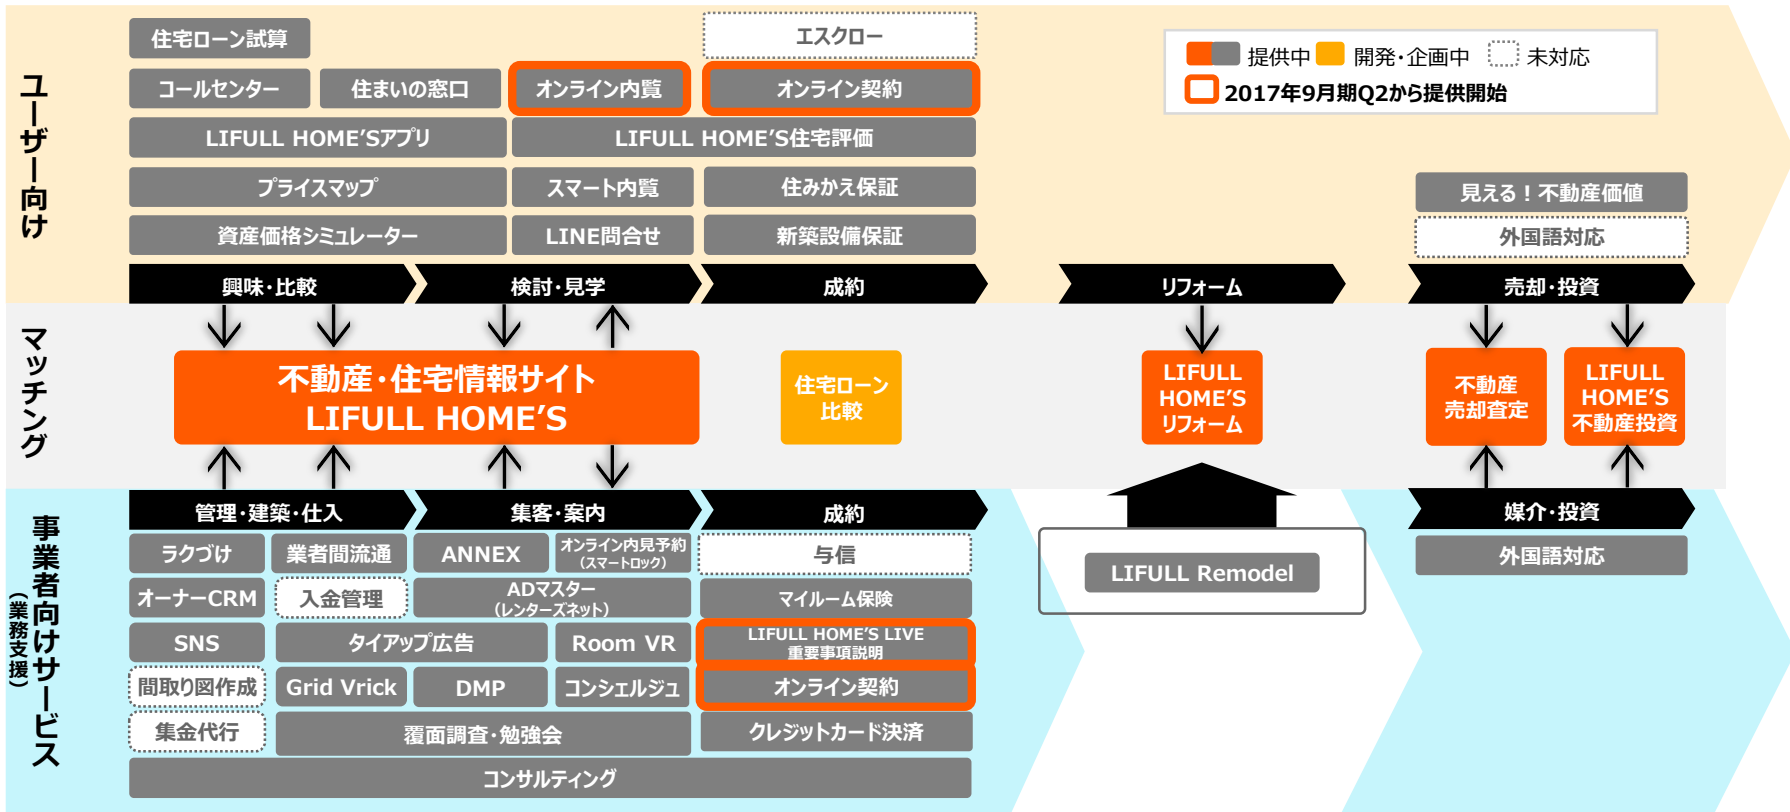 ユーザー向け
住宅ローン試算
エスクロー
コールセンター
住まいの窓口
オンライン内覧
オンライン契約
LIFULL HOME'Sアプリ
LIFULL HOME'S住宅評価
プライスマップ
スマート内覧
住みかえ保証
資産価格シミュレーター
LINE問合せ
新築設備保証
提供中
開発・企画中
未対応
2017年9月期Q2から提供開始
見える！不動産価値
外国語対応
興味・比較
検討・見学
成約
リフォーム
売却・投資
マッチング
不動産・住宅情報サイト
LIFULL HOME'S
住宅ローン
比較
LIFULL
HOME'S
リフォーム
不動産
売却査定
LIFULL
HOME'S
不動産投資
事業者向けサービス
（業務支援）
管理・建築・仕入
集客・案内
成約
媒介・投資
ラクづけ
業者間流通
ANNEX
オンライン内見予約
（スマートロック）
与信
外国語対応
オーナーCRM
入金管理
ADマスター
（レンターズネット）
マイルーム保険
LIFULL Remodel
SNS
タイアップ広告
Room VR
LIFULL HOME'S LIVE
重要事項説明
間取り図作成
Grid Vrick
DMP
コンシェルジュ
オンライン契約
集金代行
覆面調査・勉強会
クレジットカード決済
コンサルティング